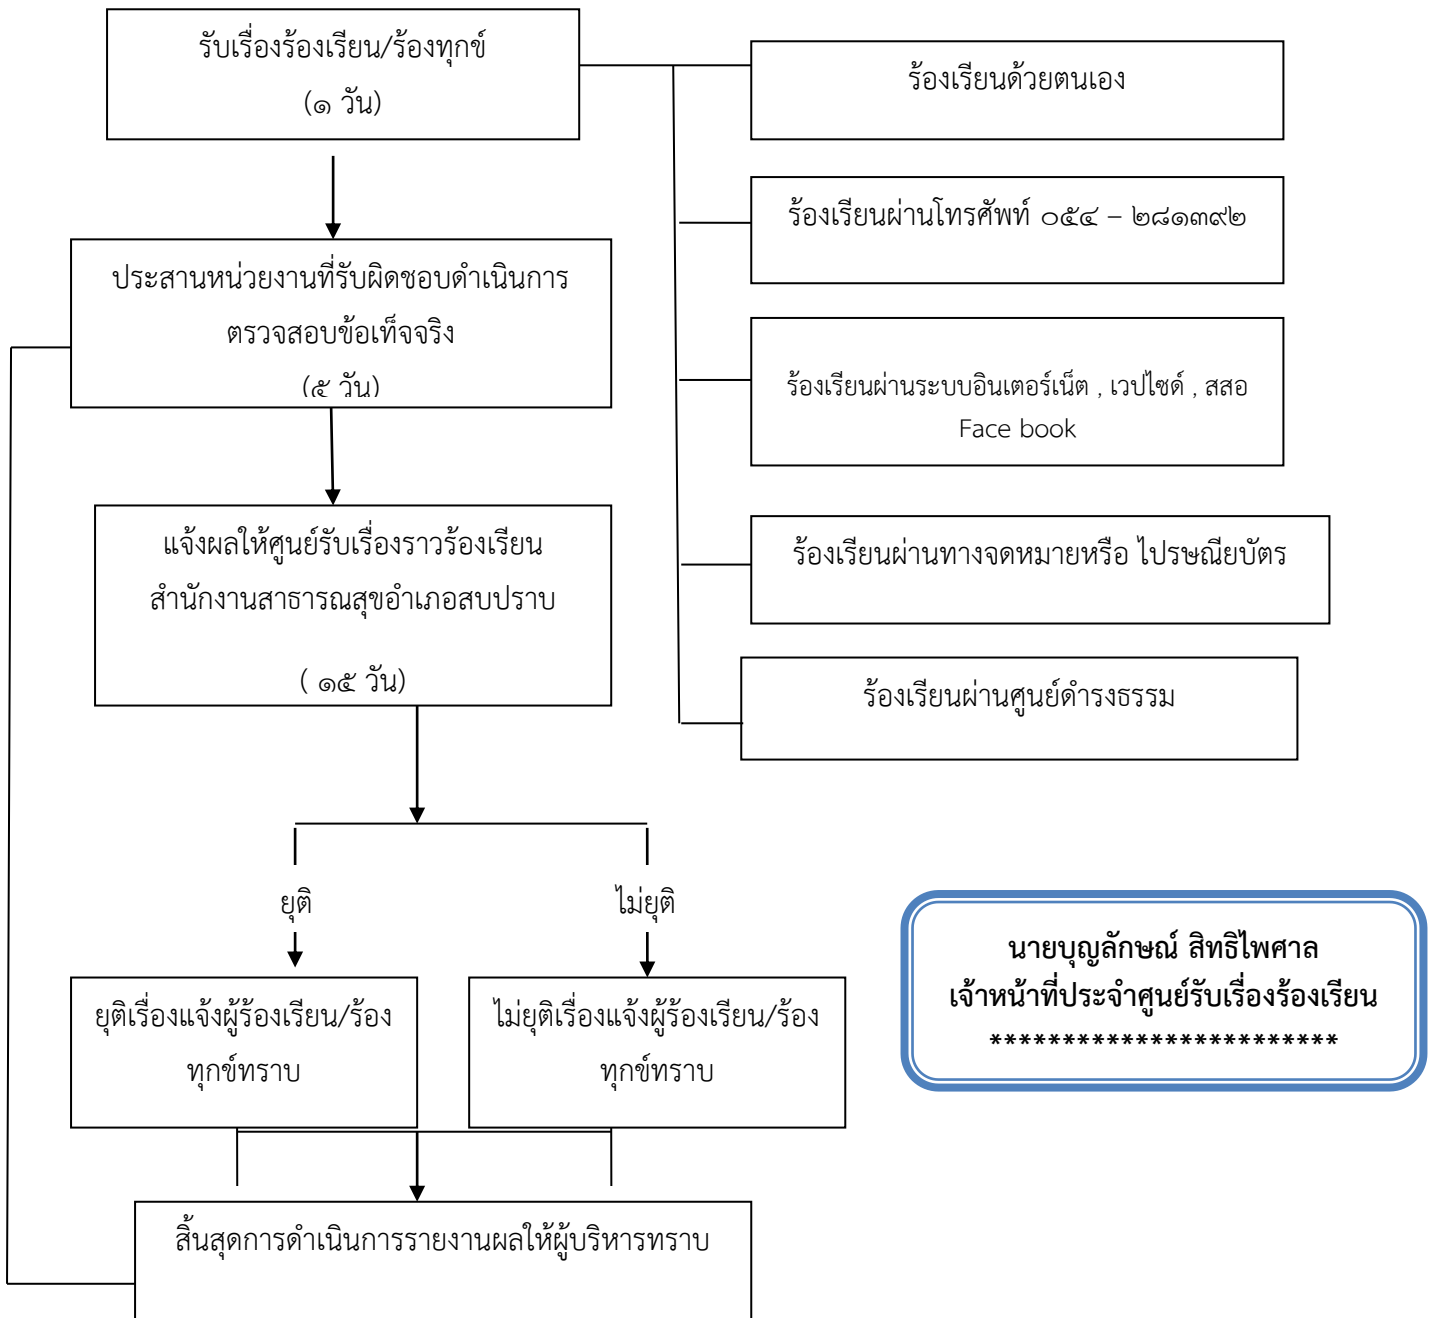 รับเรื่องร้องเรียน/ร้องทุกข์
(๑ วัน)
ร้องเรียนด้วยตนเอง
ร้องเรียนผ่านโทรศัพท์ ๐๕๔ – ๒๘๑๓๙๒
ประสานหน่วยงานที่รับผิดชอบดำเนินการ
ตรวจสอบข้อเท็จจริง
(๕ วัน)
ร้องเรียนผ่านระบบอินเตอร์เน็ต , เวปไซด์ , สสอ
Face book
แจ้งผลให้ศูนย์รับเรื่องราวร้องเรียน
สำนักงานสาธารณสุขอำเภอสบปราบ
( ๑๕ วัน)
ร้องเรียนผ่านทางจดหมายหรือ ไปรษณียบัตร
ร้องเรียนผ่านศูนย์ดำรงธรรม
ยุติ
ไม่ยุติ
ยุติเรื่องแจ้งผู้ร้องเรียน/ร้อง
ทุกข์ทราบ
ไม่ยุติเรื่องแจ้งผู้ร้องเรียน/ร้อง
ทุกข์ทราบ
นายบุญลักษณ์ สิทธิไพศาล
เจ้าหน้าที่ประจำศูนย์รับเรื่องร้องเรียน
************************
สิ้นสุดการดำเนินการรายงานผลให้ผู้บริหารทราบ